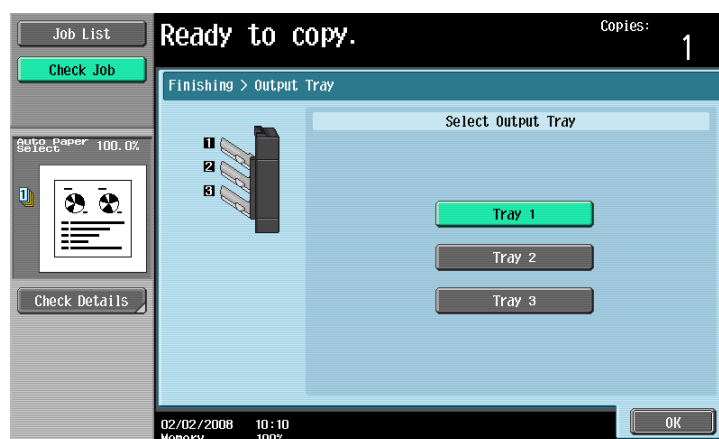 Job List
Check Job
Ready to copy.
Copies:
1
Finishing > Output Tray
Auto Paper Select 100.0%
1
1
2
3
Select Output Tray
Tray 1
Tray 2
Tray 3
Check Details
02/02/2008 10:10
Memory 100%
OK